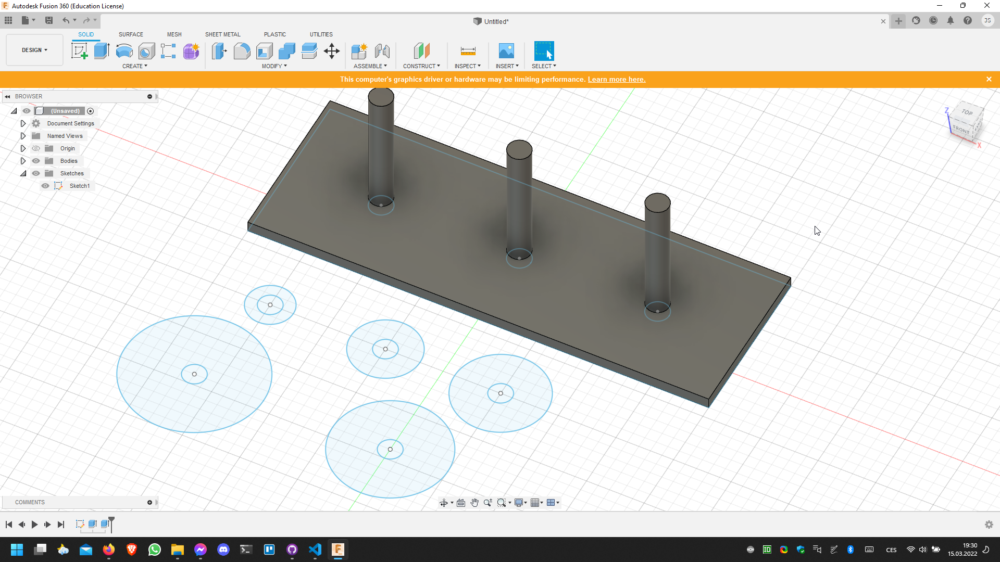 Autodesk Fusion 360 (Education License)
Untitled*
JS
DESIGN
SOLID
SURFACE
MESH
SHEET METAL
PLASTIC
UTILITIES
CREATE
MODIFY
ASSEMBLE
CONSTRUCT
INSPECT
INSERT
SELECT
This computer's graphics driver or hardware may be limiting performance. Learn more here.
BROWSER
(Unsaved)
Document Settings
Named Views
Origin
Bodies
Sketches
Sketch1
Z
TOP
FRONT
X
COMMENTS
ID
CES
19:30
15.03.2022